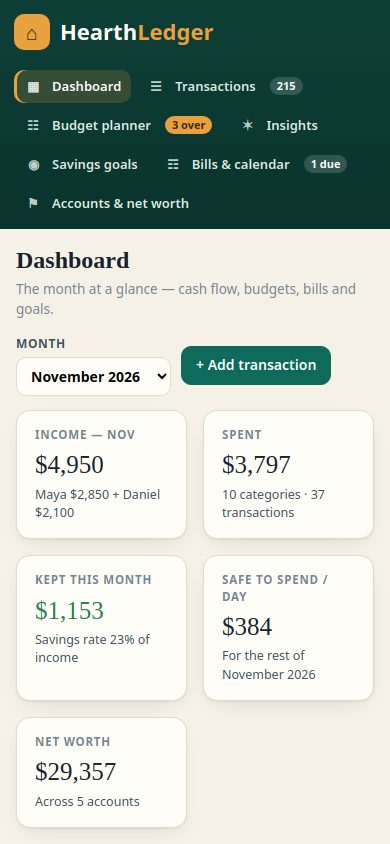 HearthLedger
Dashboard
Transactions 215
Budget planner 3 over
Insights
Savings goals
Bills & calendar 1 due
Accounts & net worth
Dashboard
The month at a glance — cash flow, budgets, bills and
goals.
MONTH
November 2026
+ Add transaction
INCOME — NOV
$4,950
Maya $2,850 + Daniel
$2,100
SPENT
$3,797
10 categories · 37
transactions
KEPT THIS MONTH
$1,153
Savings rate 23% of
income
SAFE TO SPEND /
DAY
$384
For the rest of
November 2026
NET WORTH
$29,357
Across 5 accounts